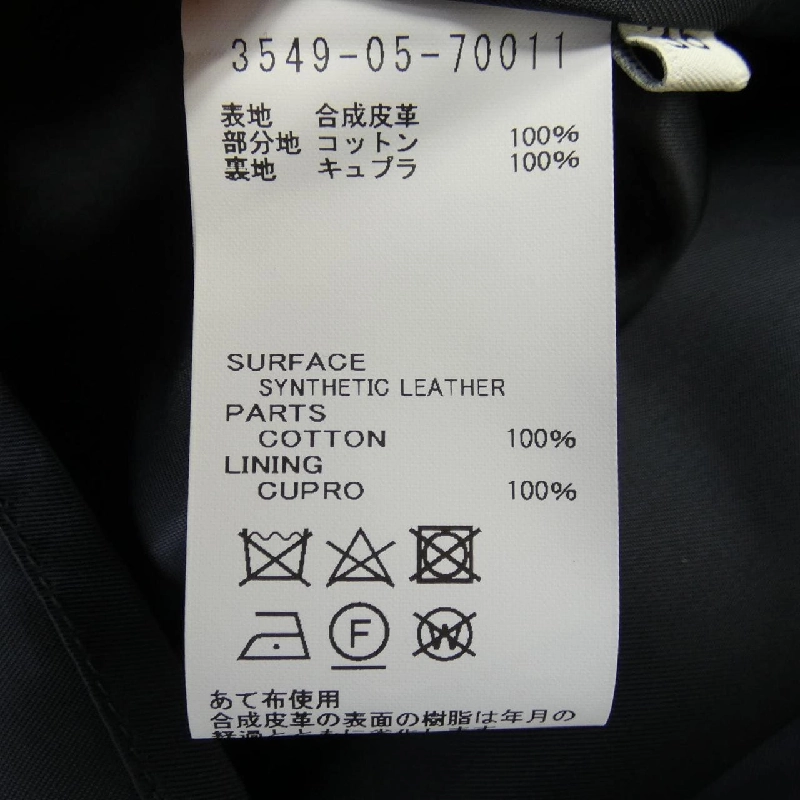 3549-05-70011
表地 合成皮革
部分地 コットン 100%
裏地 キュプラ 100%
SURFACE
SYNTHETIC LEATHER
PARTS
COTTON 100%
LINING
CUPRO 100%
F W
あて布使用
合成皮革の表面の樹脂は年月の